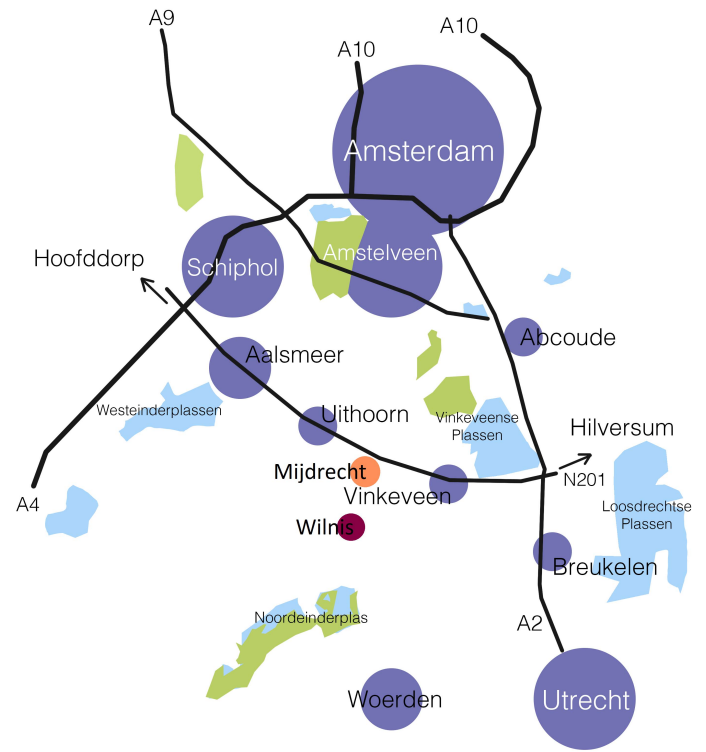 A9
A10
A10
Amsterdam
Amstelveen
Hoofddorp
Schiphol
Abcoude
Aalsmeer
Westeinderplassen
Uithoorn
Vinkeveense
Plassen
Hilversum
Mijdrecht
N201
Vinkeveen
A4
Loosdrechtse
Plassen
Wilnis
Breukelen
Noordeinderplas
A2
Woerden
Utrecht